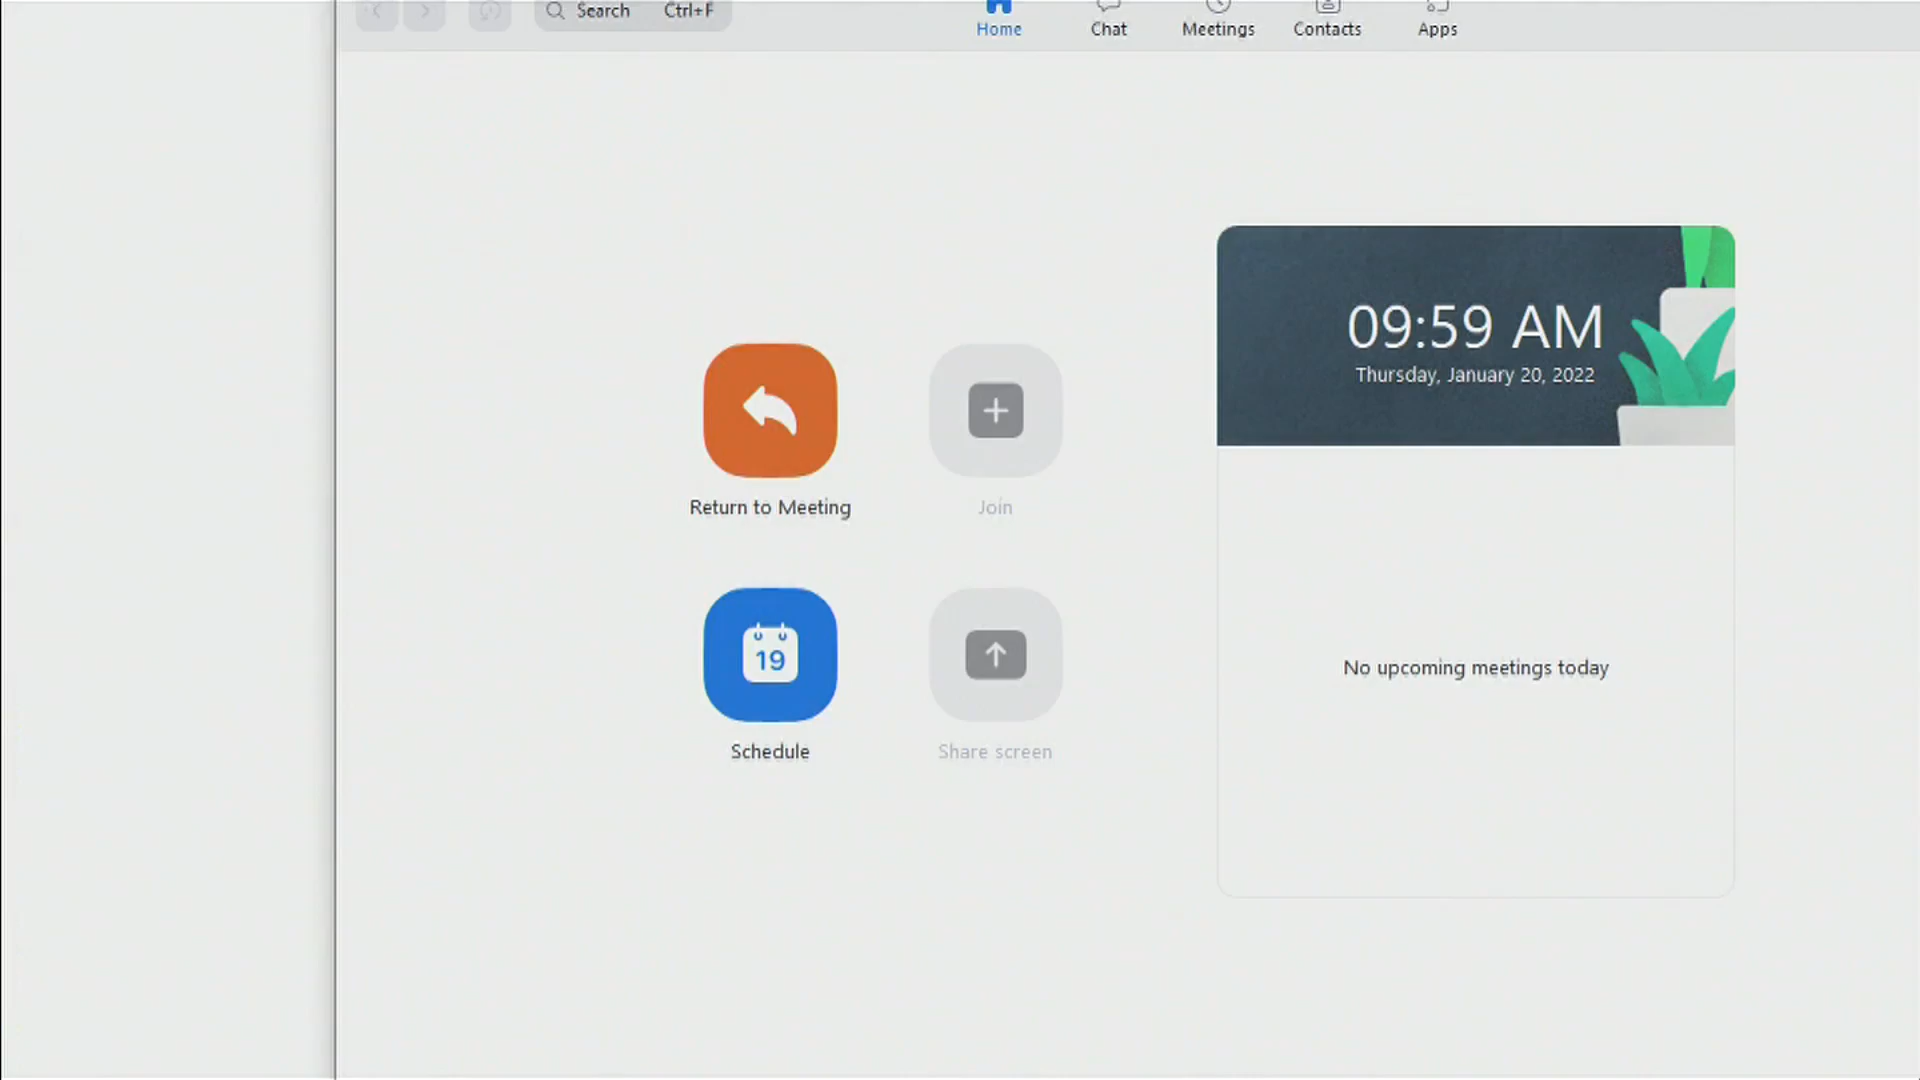 Search Ctrl+F
Home Chat Meetings Contacts Apps
09:59 AM
Thursday, January 20, 2022
Return to Meeting
Join
19
Schedule
Share screen
No upcoming meetings today